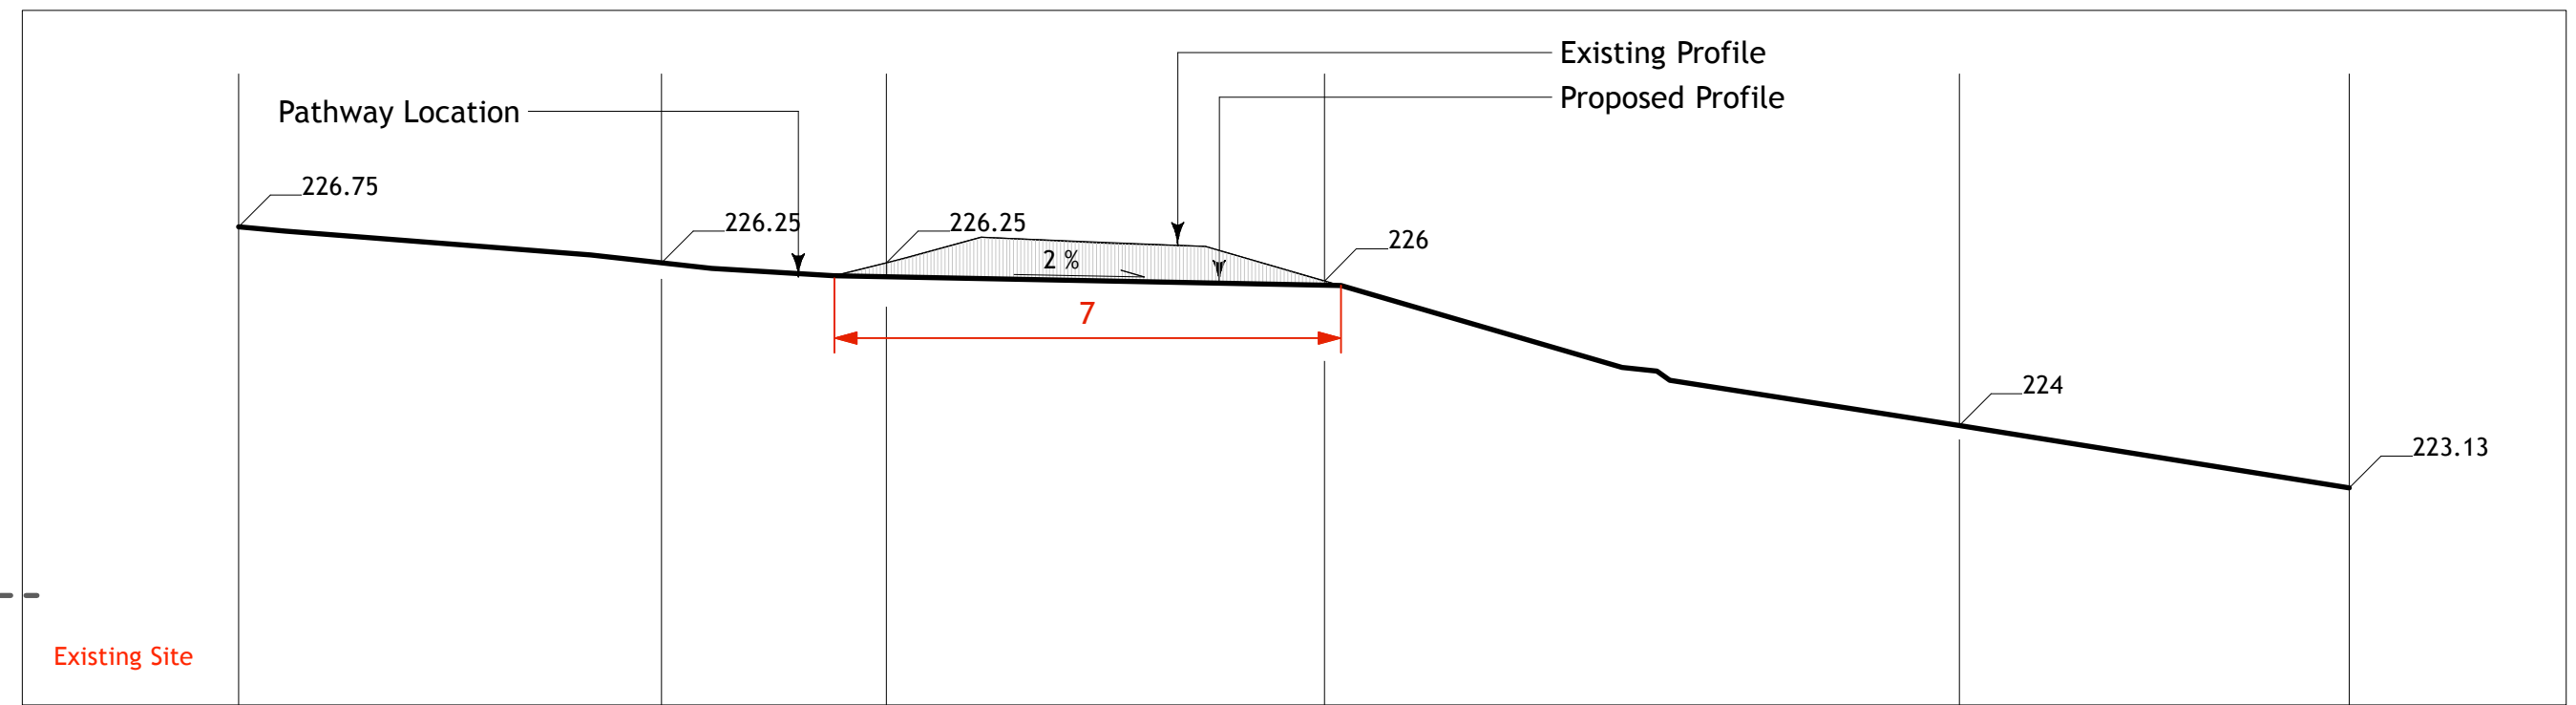 Existing Profile
Proposed Profile
Pathway Location
226.75
226.25
226.25
226
2 %
7
224
223.13
Existing Site